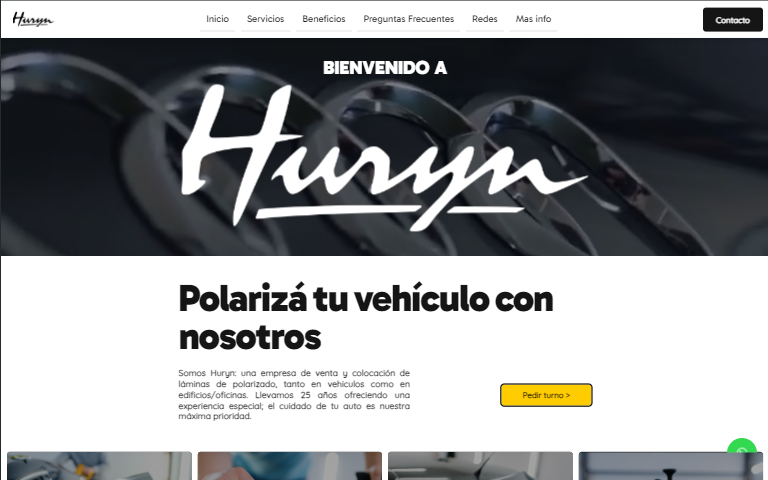 Huryn
Inicio
Servicios
Beneficios
Preguntas Frecuentes
Redes
Mas info
Contacto
BIENVENIDO A
Huryn
Polarizá tu vehículo con
nosotros
Somos Huryn: una empresa de venta y colocación de
láminas de polarizado, tanto en vehículos como en
edificios/oficinas. Llevamos 25 años ofreciendo una
experiencia especial; el cuidado de tu auto es nuestra
máxima prioridad.
Pedir turno >